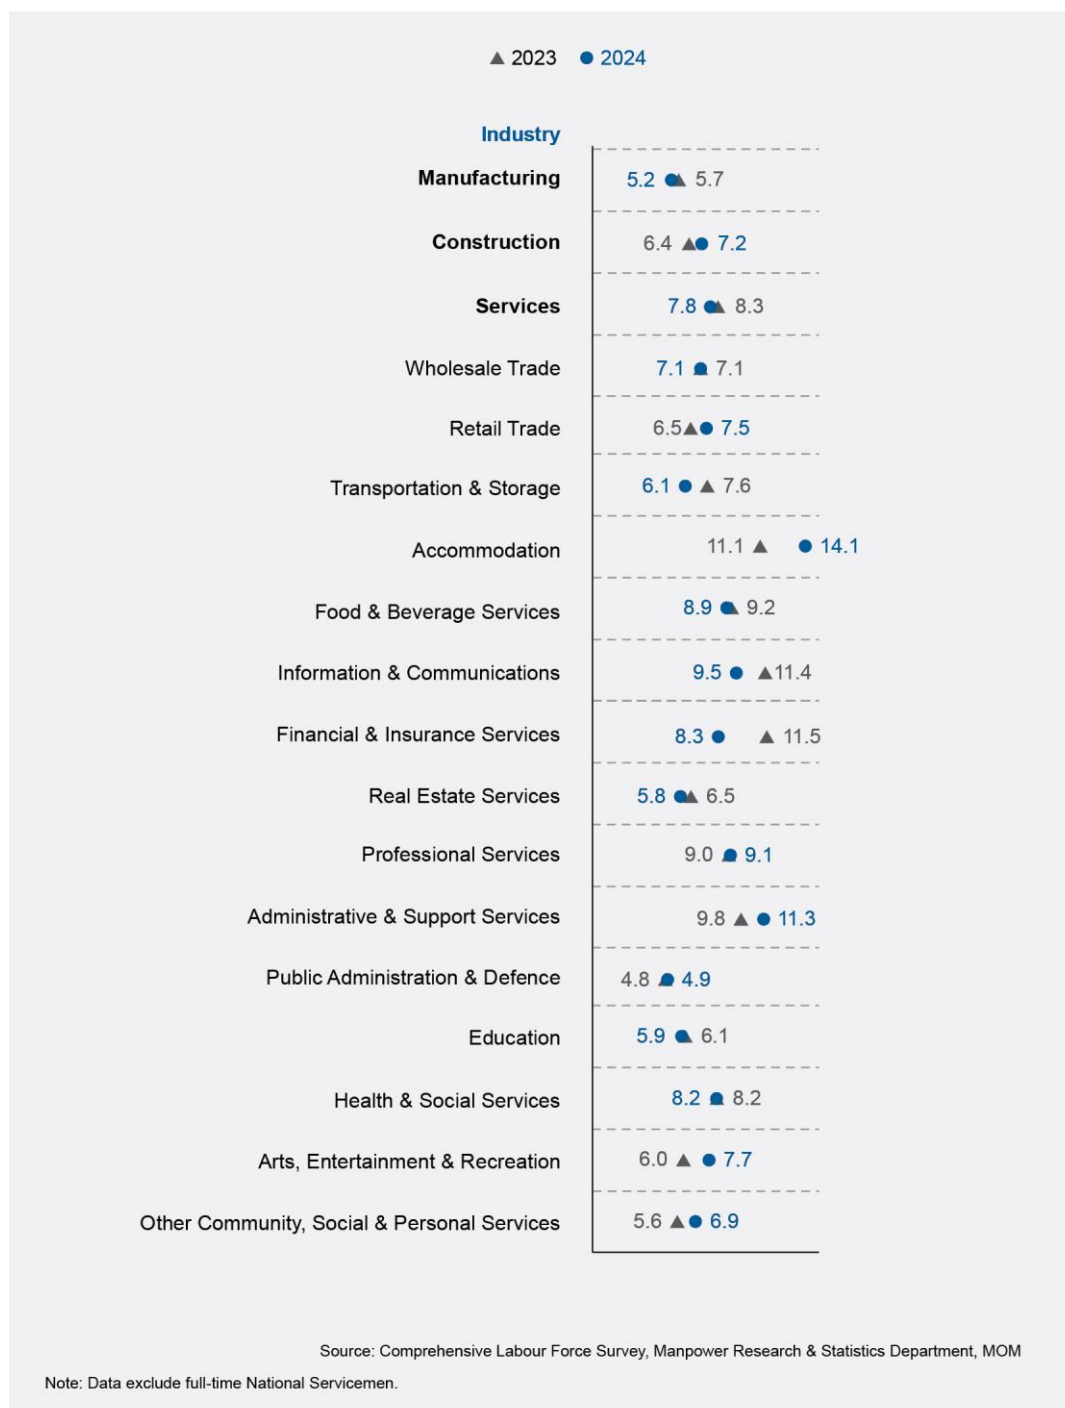 2023 2024
Industry
Manufacturing 5.2 5.7
Construction 6.4 7.2
Services 7.8 8.3
Wholesale Trade 7.1 7.1
Retail Trade 6.5 7.5
Transportation & Storage 6.1 7.6
Accommodation 11.1 14.1
Food & Beverage Services 8.9 9.2
Information & Communications 9.5 11.4
Financial & Insurance Services 8.3 11.5
Real Estate Services 5.8 6.5
Professional Services 9.0 9.1
Administrative & Support Services 9.8 11.3
Public Administration & Defence 4.8 4.9
Education 5.9 6.1
Health & Social Services 8.2 8.2
Arts, Entertainment & Recreation 6.0 7.7
Other Community, Social & Personal Services 5.6 6.9
Source: Comprehensive Labour Force Survey, Manpower Research & Statistics Department, MOM
Note: Data exclude full-time National Servicemen.